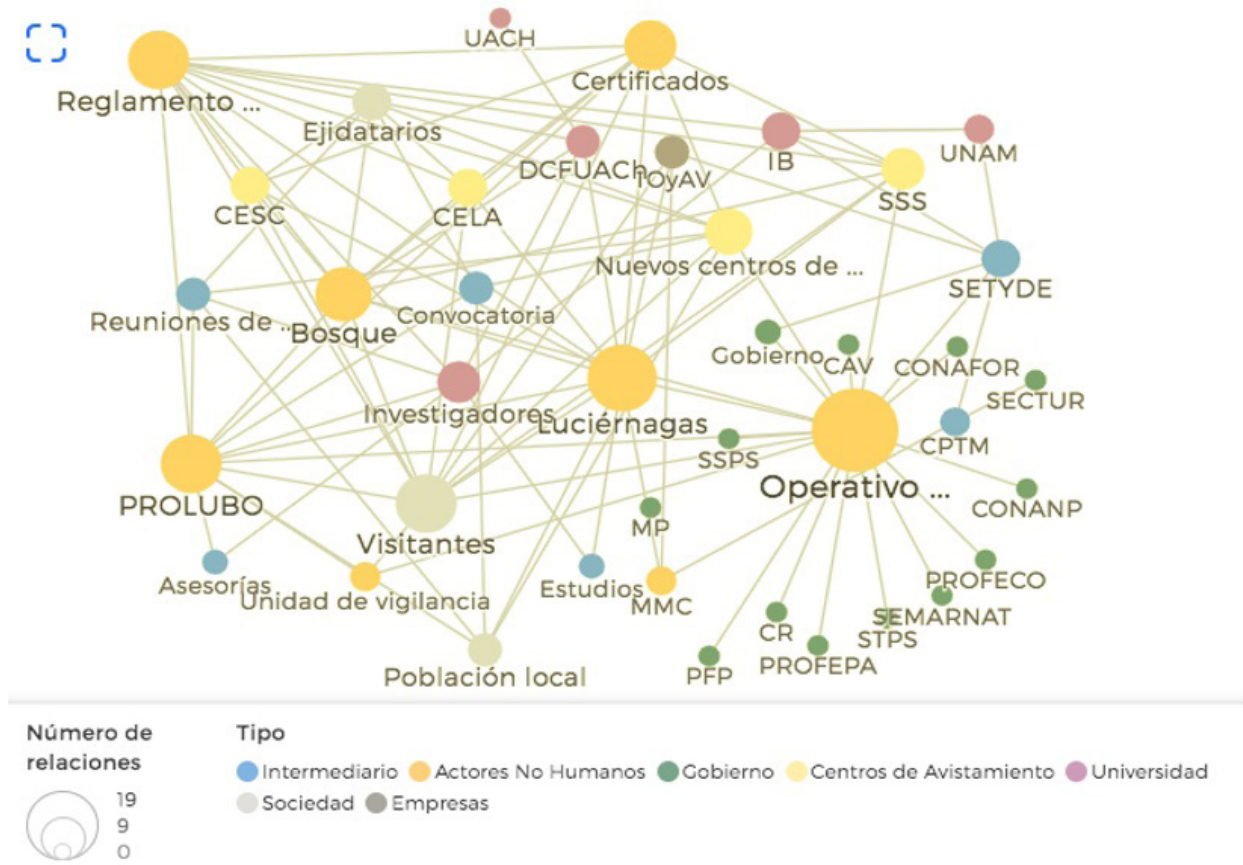 UACH
Certificados
Reglamento ...
Ejidatarios
DCFUACh
TOyAV
IB
UNAM
CESC
CELA
SSS
Nuevos centros de ...
SETYDE
Reuniones de ...
Bosque
Convocatoria
Gobierno
CAV
CONAFOR
SECTUR
Investigadores
Luciérnagas
SSPS
CPTM
Operativo ...
PROLUBO
CONANP
Visitantes
MP
Asesorías
Unidad de vigilancia
Estudios
MMC
PROFECO
SEMARNAT
STPS
CR
PROFEPA
PFP
Población local
Número de
relaciones
19
9
0
Tipo
Intermediario Actores No Humanos Gobierno Centros de Avistamiento Universidad
Sociedad Empresas